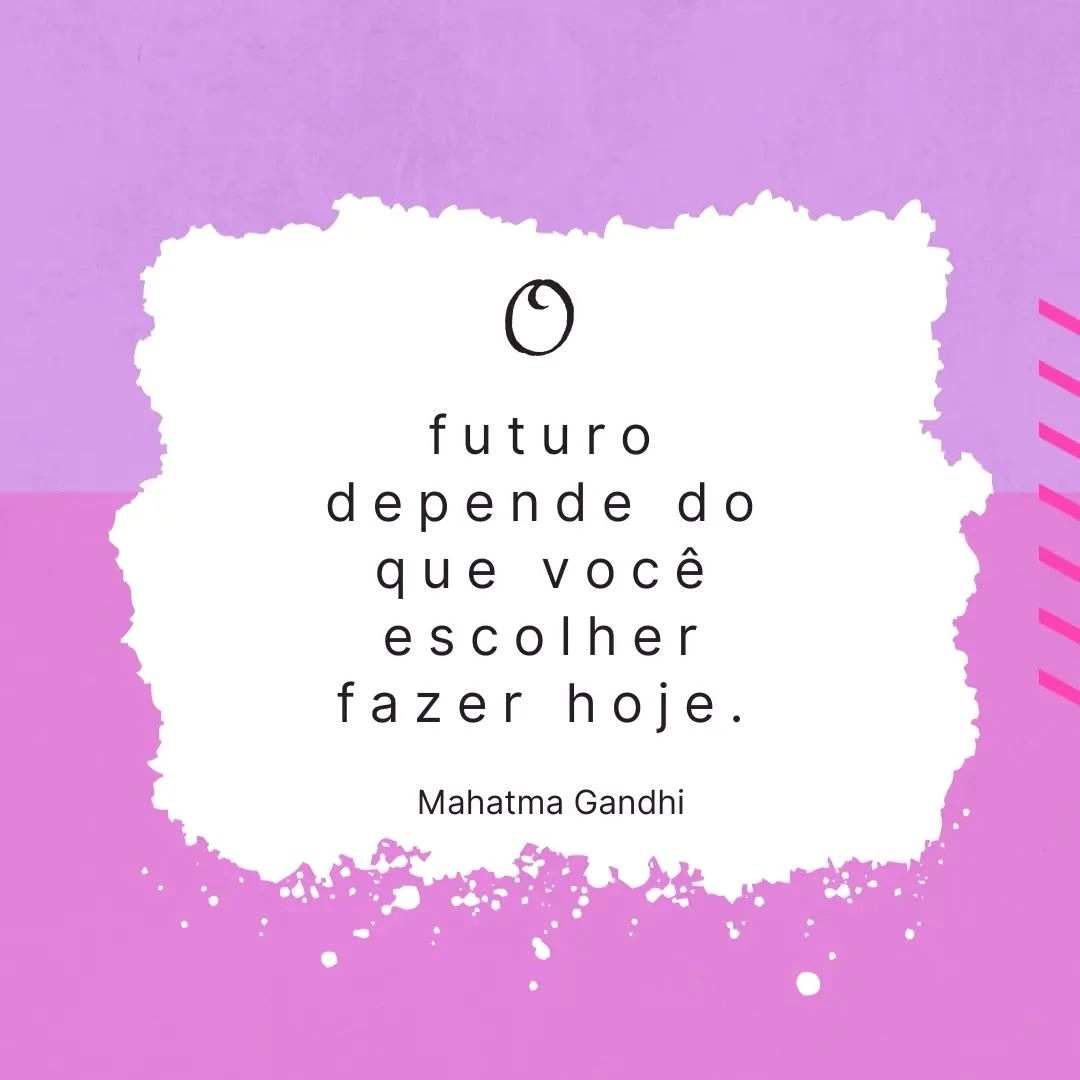 O
futuro
depende do
que você
escolher
fazer hoje.
Mahatma Gandhi